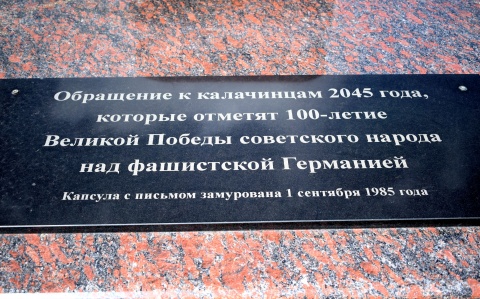 Обращение к калачинцам 2045 года,
которые отметят 100-летие
Великой Победы советского народа
над фашистской Германией
Капсула с письмом замурована 1 сентября 1985 года